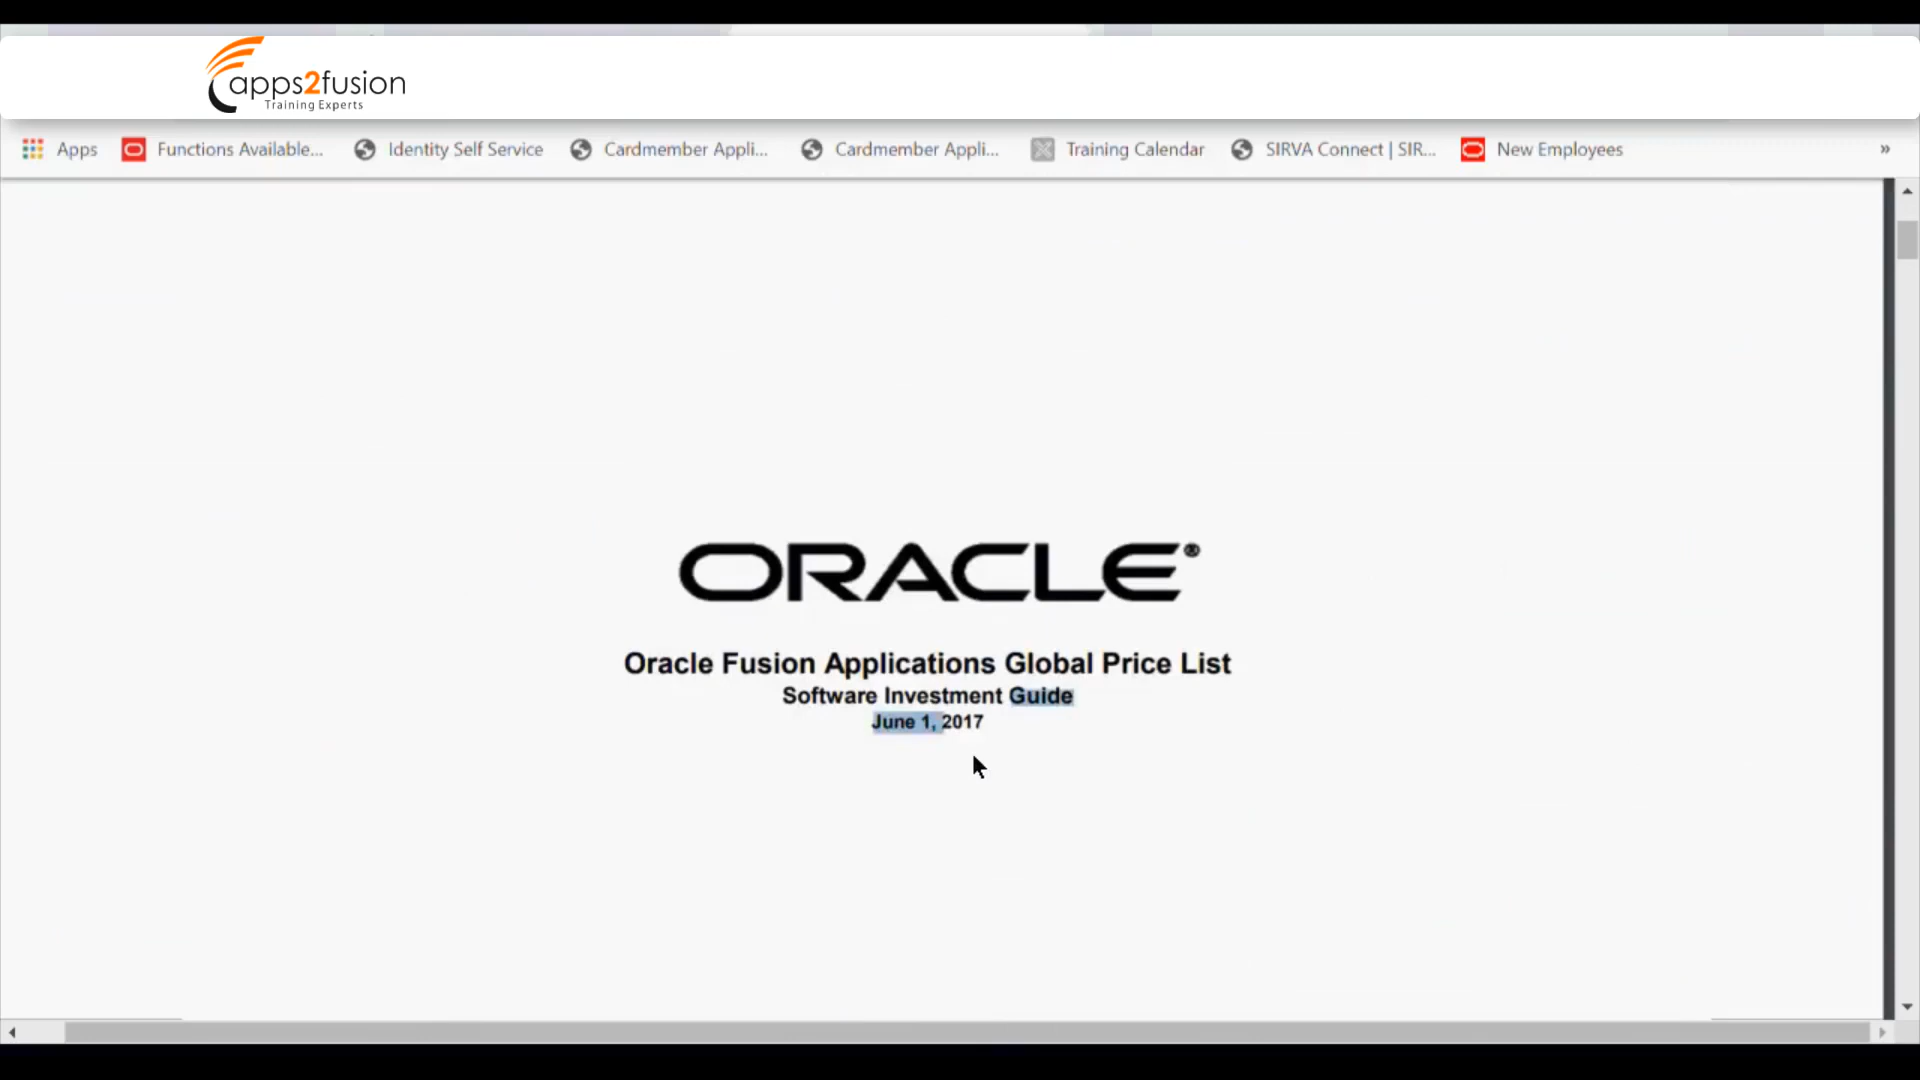 apps2fusion
Training Experts
Apps Functions Available... Identity Self Service Cardmember Appli... Cardmember Appli... Training Calendar SIRVA Connect | SIR... New Employees »
ORACLE®
Oracle Fusion Applications Global Price List
Software Investment Guide
June 1, 2017